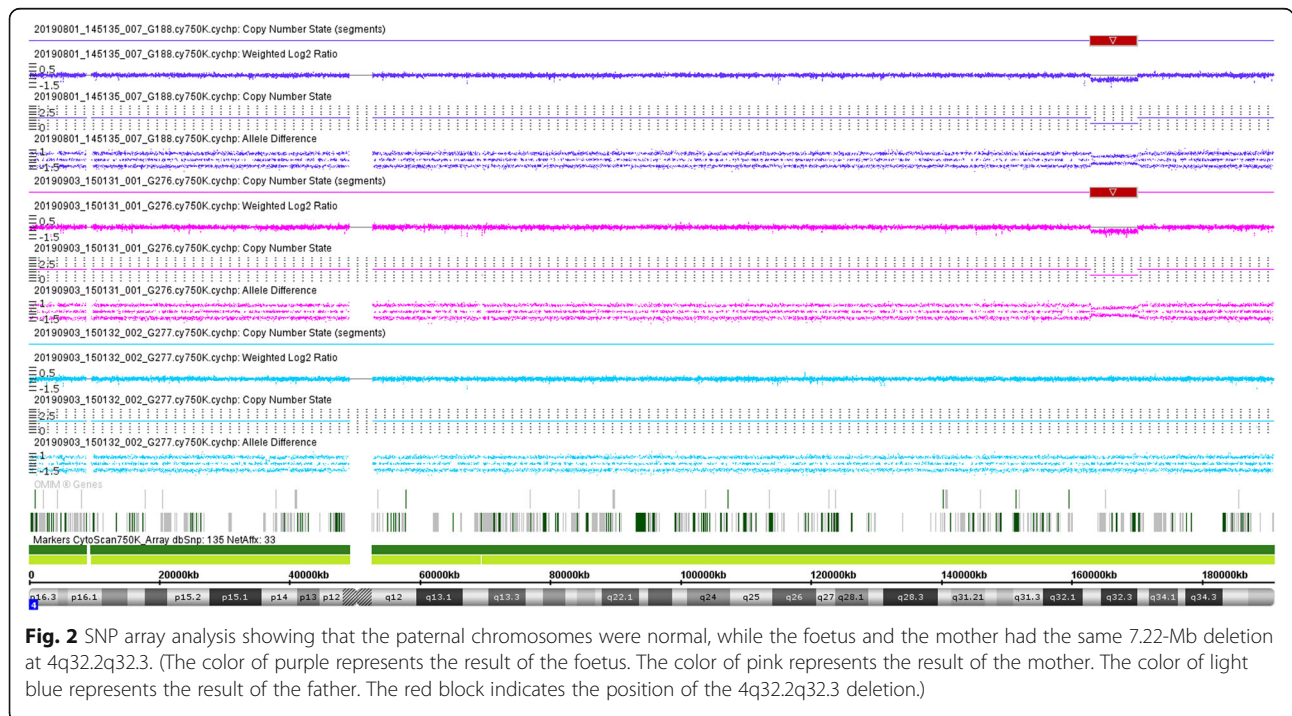 20190801_145135_007_G188.cy750K.cychp: Copy Number State (segments)
20190801_145135_007_G188.cy750K.cychp: Weighted Log2 Ratio
0.5
-1.5
20190801_145135_007_G188.cy750K.cychp: Copy Number State
2.5
0
20190801_145135_007_G188.cy750K.cychp: Allele Difference
1
-1.5
20190903_150131_001_G276.cy750K.cychp: Copy Number State (segments)
20190903_150131_001_G276.cy750K.cychp: Weighted Log2 Ratio
0.5
-1.5
20190903_150131_001_G276.cy750K.cychp: Copy Number State
2.5
0
20190903_150131_001_G276.cy750K.cychp: Allele Difference
1
-1.5
20190903_150132_002_G277.cy750K.cychp: Copy Number State (segments)
20190903_150132_002_G277.cy750K.cychp: Weighted Log2 Ratio
0.5
-1.5
20190903_150132_002_G277.cy750K.cychp: Copy Number State
2.5
0
20190903_150132_002_G277.cy750K.cychp: Allele Difference
1
-1.5
OMIM ® Genes
Markers CytoScan750K_Array dbSnp: 135 NetAffx: 33
0 20000kb 40000kb 60000kb 80000kb 100000kb 120000kb 140000kb 160000kb 180000kb
p16.3 p16.1 p15.2 p15.1 p14 p13 p12 q12 q13.1 q13.3 q22.1 q24 q25 q26 q27 q28.1 q28.3 q31.21 q31.3 q32.1 q32.3 q34.1 q34.3
4
Fig. 2 SNP array analysis showing that the paternal chromosomes were normal, while the foetus and the mother had the same 7.22-Mb deletion
at 4q32.2q32.3. (The color of purple represents the result of the foetus. The color of pink represents the result of the mother. The color of light
blue represents the result of the father. The red block indicates the position of the 4q32.2q32.3 deletion.)